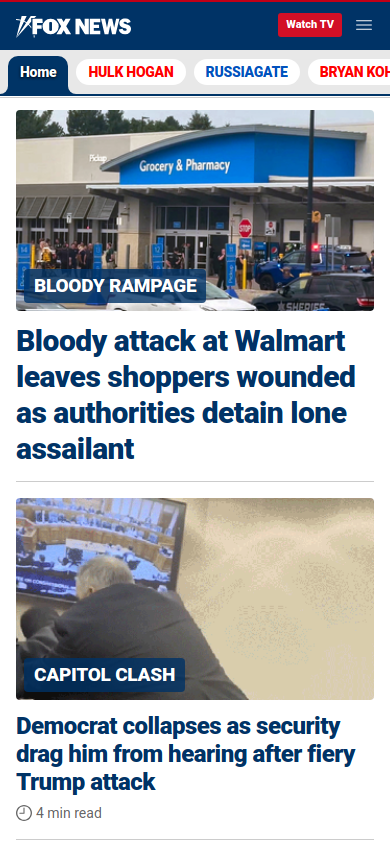 FOX NEWS
Watch TV
Home
HULK HOGAN
RUSSIAGATE
BRYAN KOH
Pickup
Grocery & Pharmacy
SHERIFF
BLOODY RAMPAGE
Bloody attack at Walmart
leaves shoppers wounded
as authorities detain lone
assailant
CAPITOL CLASH
Democrat collapses as security
drag him from hearing after fiery
Trump attack
4 min read